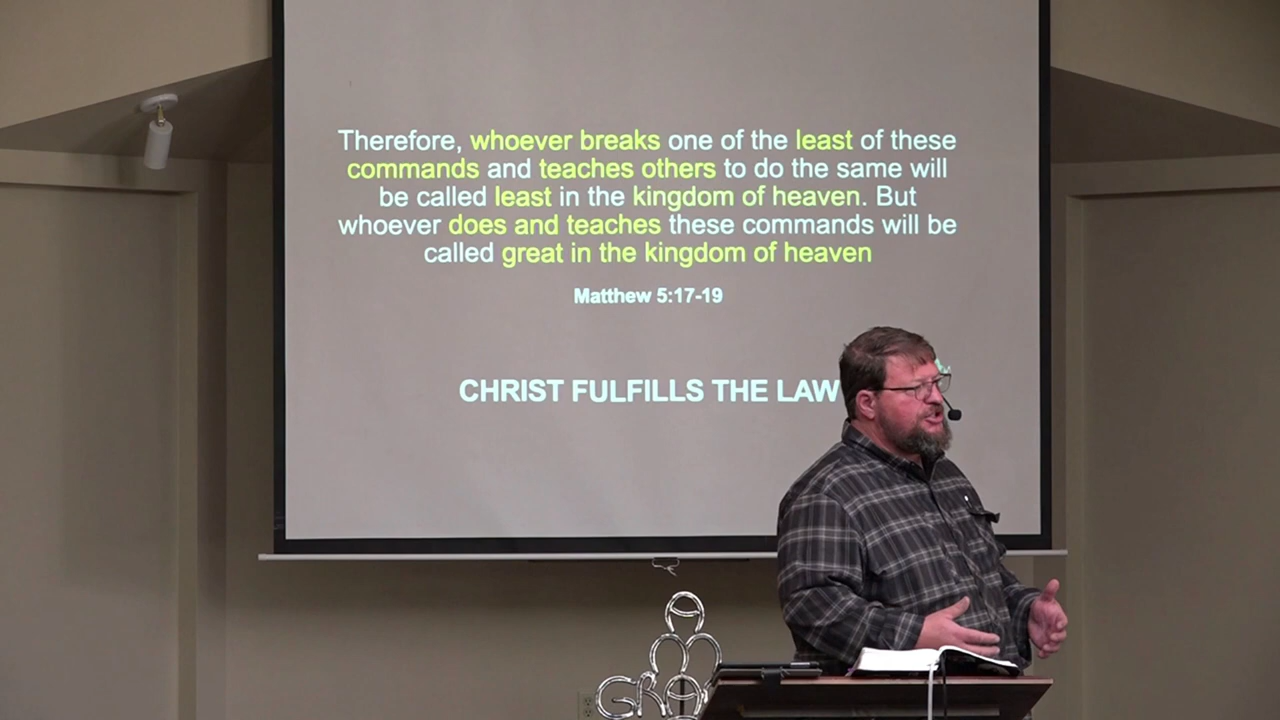 Therefore, whoever breaks one of the least of these
commands and teaches others to do the same will
be called least in the kingdom of heaven. But
whoever does and teaches these commands will be
called great in the kingdom of heaven
Matthew 5:17-19
CHRIST FULFILLS THE LAW